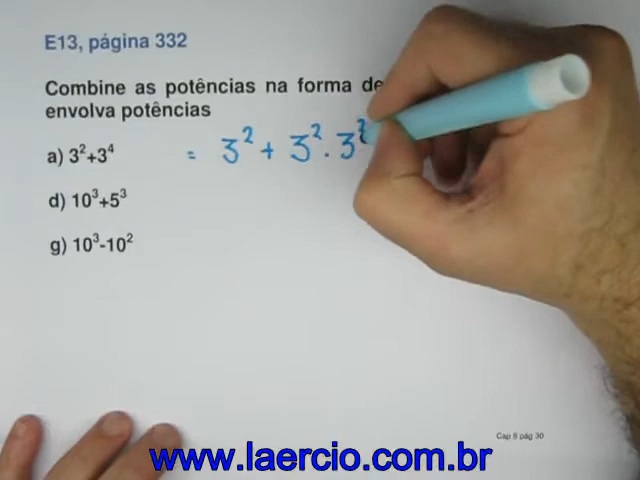 E13, página 332
Combine as potências na forma de
envolva potências
a) 3²+3⁴ = 3² + 3² · 3²
d) 10³+5³
g) 10³-10²
Cap 8 pág 30
www.laercio.com.br